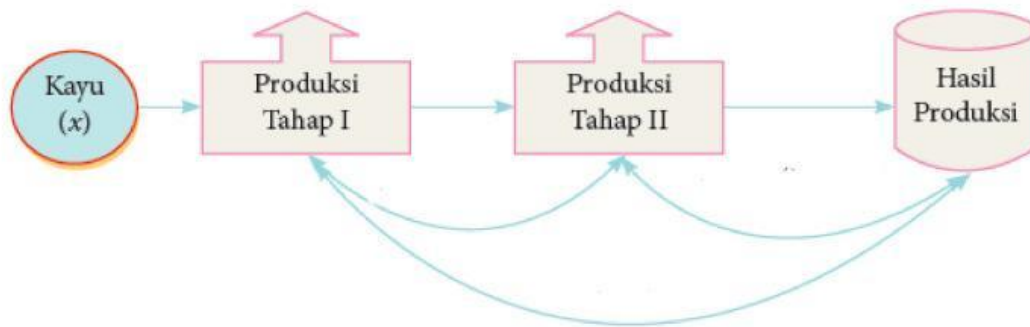 Kayu
(x)
Produksi
Tahap I
Produksi
Tahap II
Hasil
Produksi